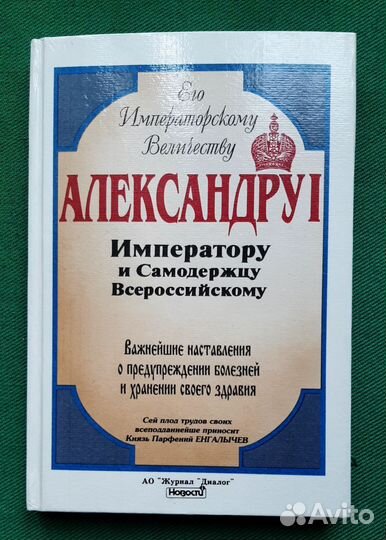 Его
Императорскому
Величеству
АЛЕКСАНДРУ I
Императору
и Самодержцу
Всероссийскому
Важнейшие наставления
о предупреждении болезней
и хранении своего здравия
Сей плод трудов своих
всеподданнейше приносит
Князь Парфений ЕНГАЛЫЧЕВ
АО "Журнал "Диалог"
Новости
Avito